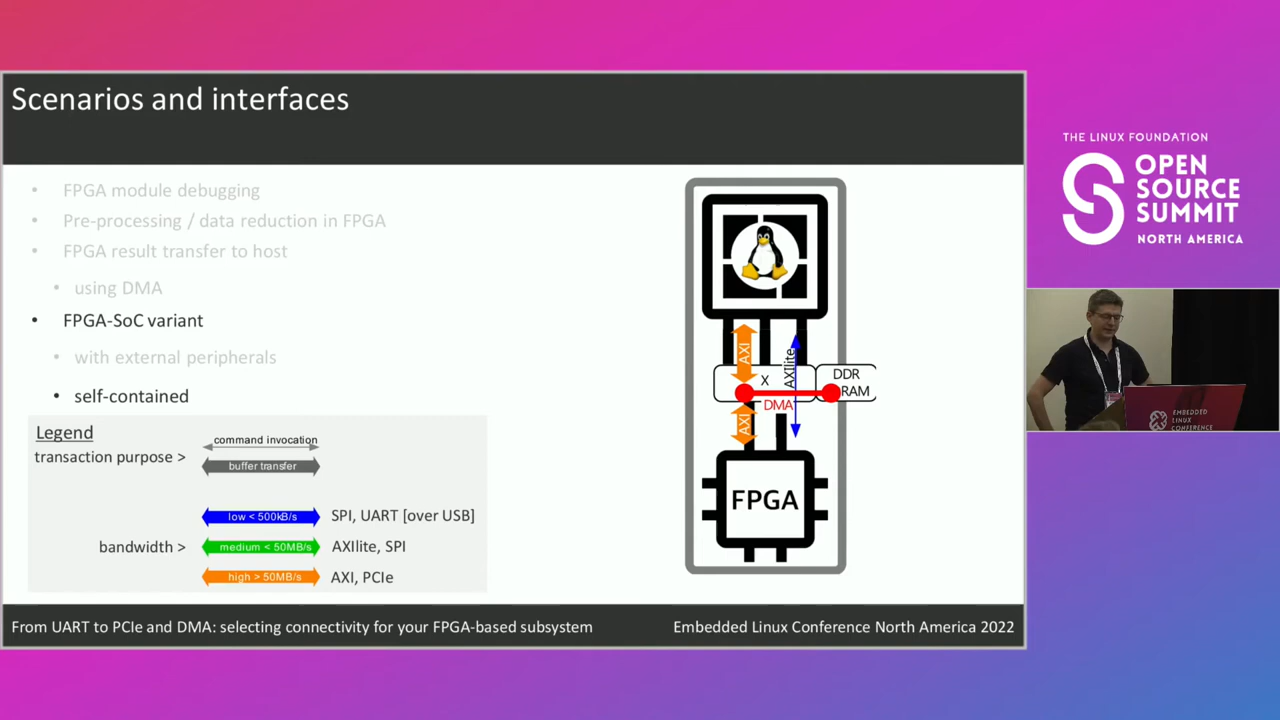 Scenarios and interfaces
• FPGA module debugging
• Pre-processing / data reduction in FPGA
• FPGA result transfer to host
• using DMA
• FPGA-SoC variant
• with external peripherals
• self-contained
Legend
transaction purpose >
command invocation
buffer transfer
low < 500kB/s
SPI, UART [over USB]
bandwidth >
medium < 50MB/s
AXIlite, SPI
high > 50MB/s
AXI, PCIe
AXI
X
AXIlite
DDR
RAM
DMA
AXI
FPGA
From UART to PCIe and DMA: selecting connectivity for your FPGA-based subsystem
Embedded Linux Conference North America 2022
THE LINUX FOUNDATION
OPEN
SOURCE
SUMMIT
NORTH AMERICA
EMBEDDED
LINUX
CONFERENCE